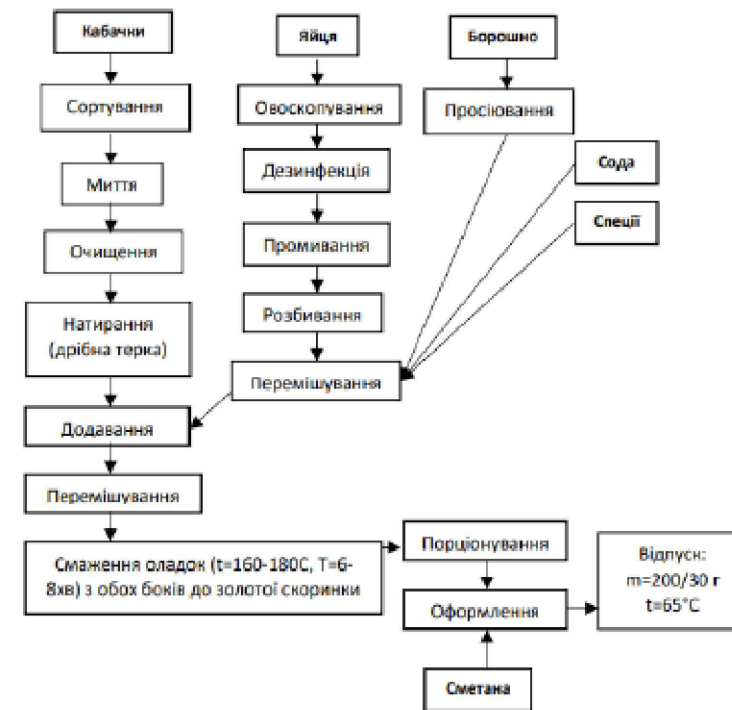 Кабачки
Яйця
Борошно
Сортування
Овоскопування
Просіювання
Миття
Дезинфекція
Сода
Очищення
Промивання
Спеції
Натирання
(дрібна терка)
Розбивання
Перемішування
Додавання
Перемішування
Смаження оладок (t=160-180С, T=6-
8хв) з обох боків до золотої скоринки
Порціонування
Оформлення
Відпуск:
m=200/30 г
t=65°С
Сметана